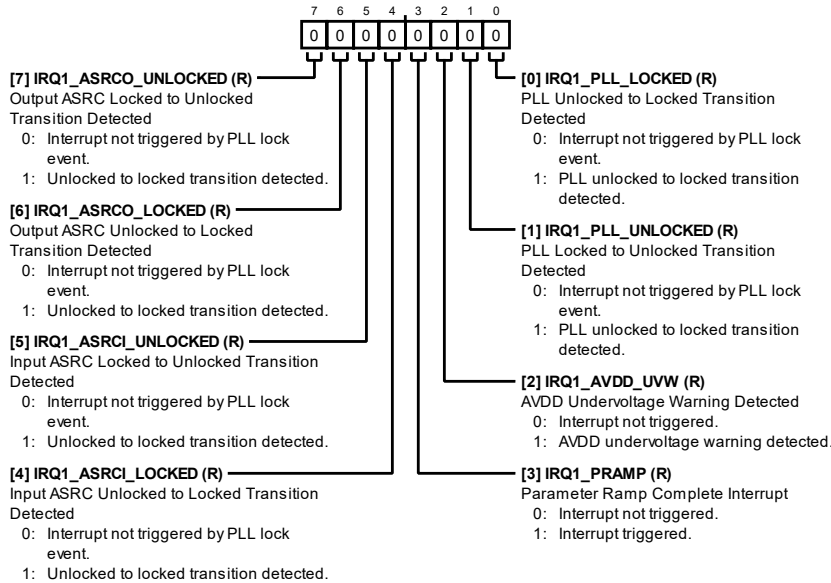 7 6 5 4 3 2 1 0
0 0 0 0 0 0 0 0
[7] IRQ1_ASRCO_UNLOCKED (R)
Output ASRC Locked to Unlocked
Transition Detected
0: Interrupt not triggered by PLL lock
event.
1: Unlocked to locked transition detected.
[6] IRQ1_ASRCO_LOCKED (R)
Output ASRC Unlocked to Locked
Transition Detected
0: Interrupt not triggered by PLL lock
event.
1: Unlocked to locked transition detected.
[5] IRQ1_ASRCI_UNLOCKED (R)
Input ASRC Locked to Unlocked Transition
Detected
0: Interrupt not triggered by PLL lock
event.
1: Unlocked to locked transition detected.
[4] IRQ1_ASRCI_LOCKED (R)
Input ASRC Unlocked to Locked Transition
Detected
0: Interrupt not triggered by PLL lock
event.
1: Unlocked to locked transition detected.
[0] IRQ1_PLL_LOCKED (R)
PLL Unlocked to Locked Transition
Detected
0: Interrupt not triggered by PLL lock
event.
1: PLL unlocked to locked transition
detected.
[1] IRQ1_PLL_UNLOCKED (R)
PLL Locked to Unlocked Transition
Detected
0: Interrupt not triggered by PLL lock
event.
1: PLL unlocked to locked transition
detected.
[2] IRQ1_AVDD_UVW (R)
AVDD Undervoltage Warning Detected
0: Interrupt not triggered.
1: AVDD undervoltage warning detected.
[3] IRQ1_PRAMP (R)
Parameter Ramp Complete Interrupt
0: Interrupt not triggered.
1: Interrupt triggered.